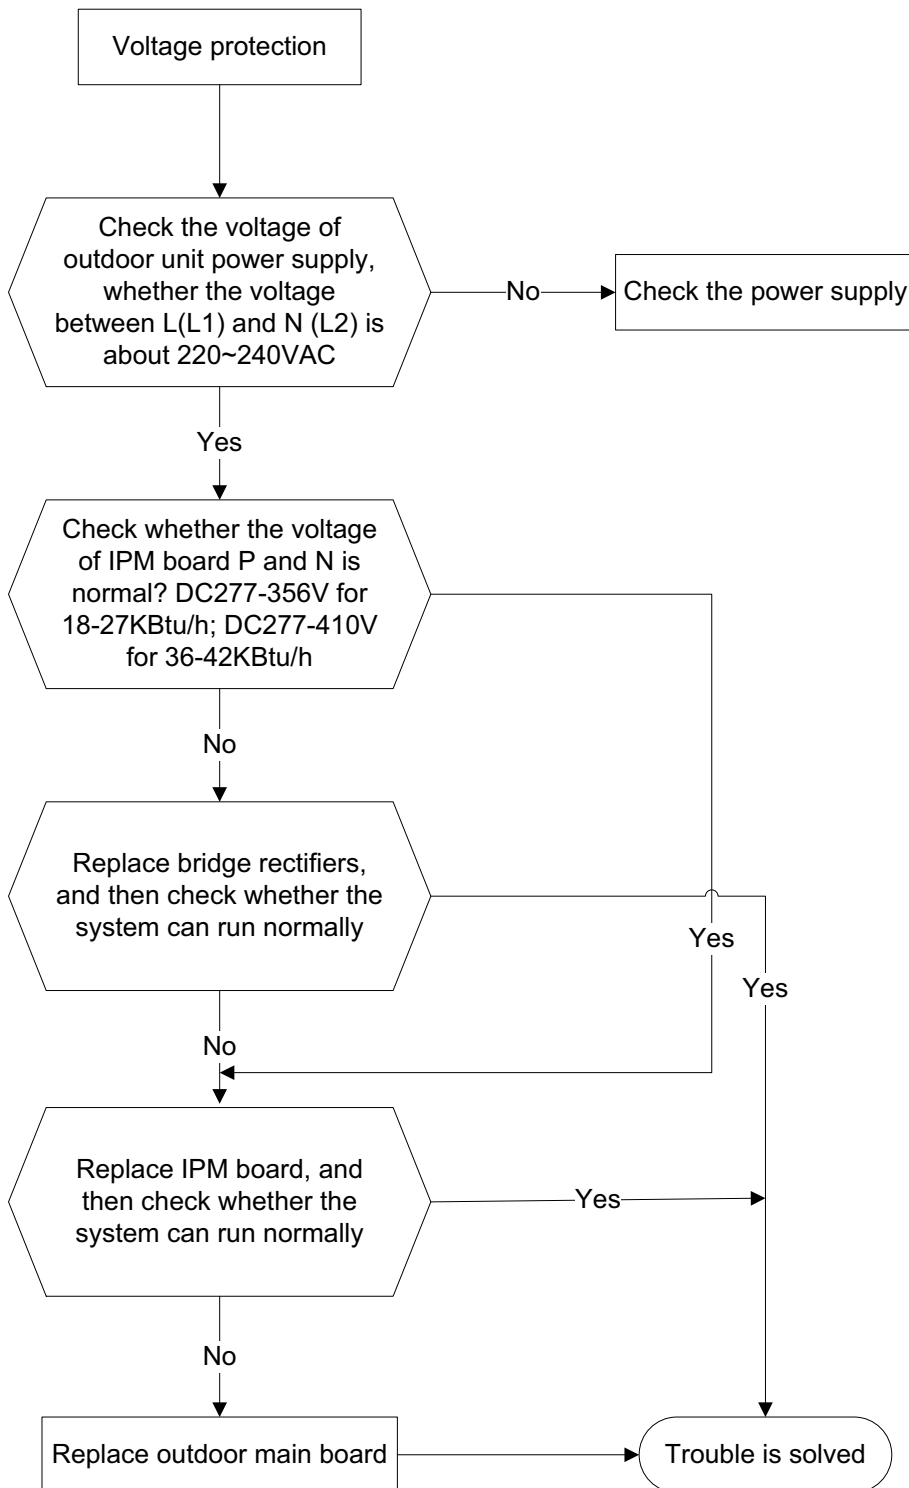 Voltage protection
Check the voltage of
outdoor unit power supply,
whether the voltage
between L(L1) and N (L2) is
about 220~240VAC
No
Check the power supply
Yes
Check whether the voltage
of IPM board P and N is
normal? DC277-356V for
18-27KBtu/h; DC277-410V
for 36-42KBtu/h
No
Replace bridge rectifiers,
and then check whether the
system can run normally
Yes
Yes
No
Replace IPM board, and
then check whether the
system can run normally
Yes
No
Replace outdoor main board
Trouble is solved